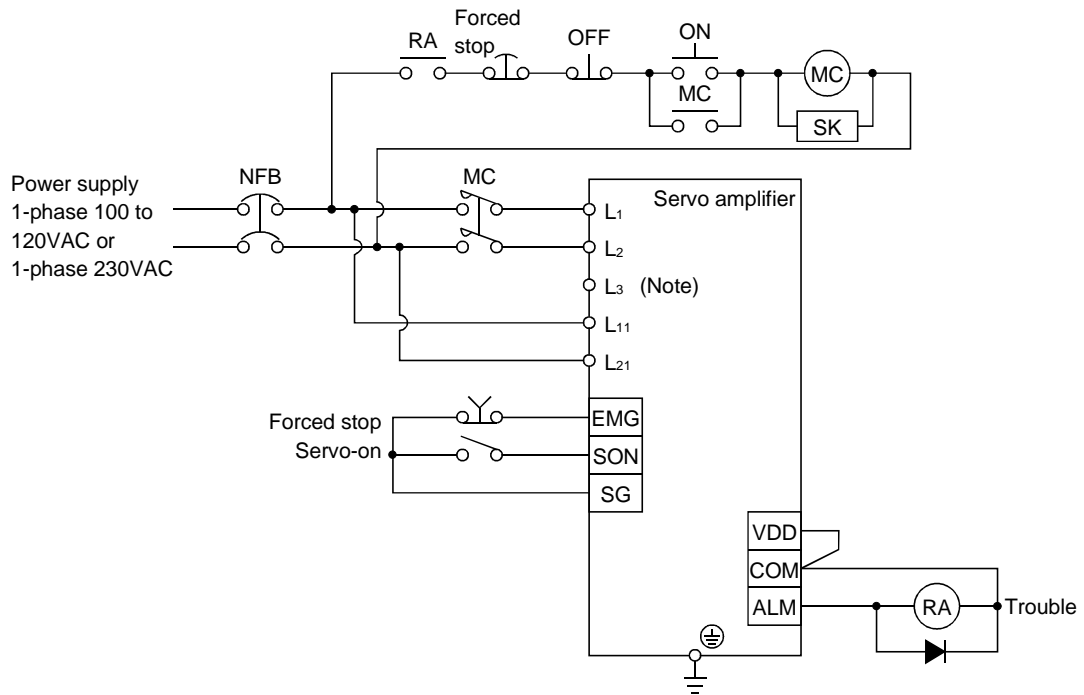 Forced
stop
RA
OFF
ON
MC
MC
SK
Power supply
1-phase 100 to
120VAC or
1-phase 230VAC
NFB
MC
Servo amplifier
L1
L2
L3 (Note)
L11
L21
Forced stop
Servo-on
EMG
SON
SG
VDD
COM
ALM
RA
Trouble